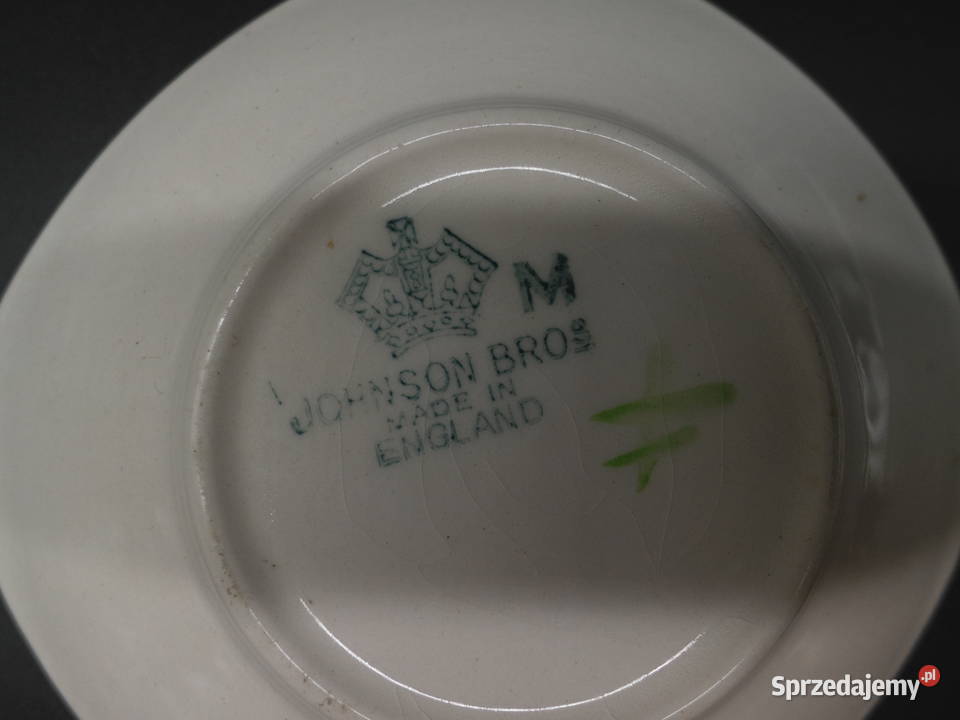 M
JOHNSON BROS
MADE IN
ENGLAND
Sprzedajemy.pl